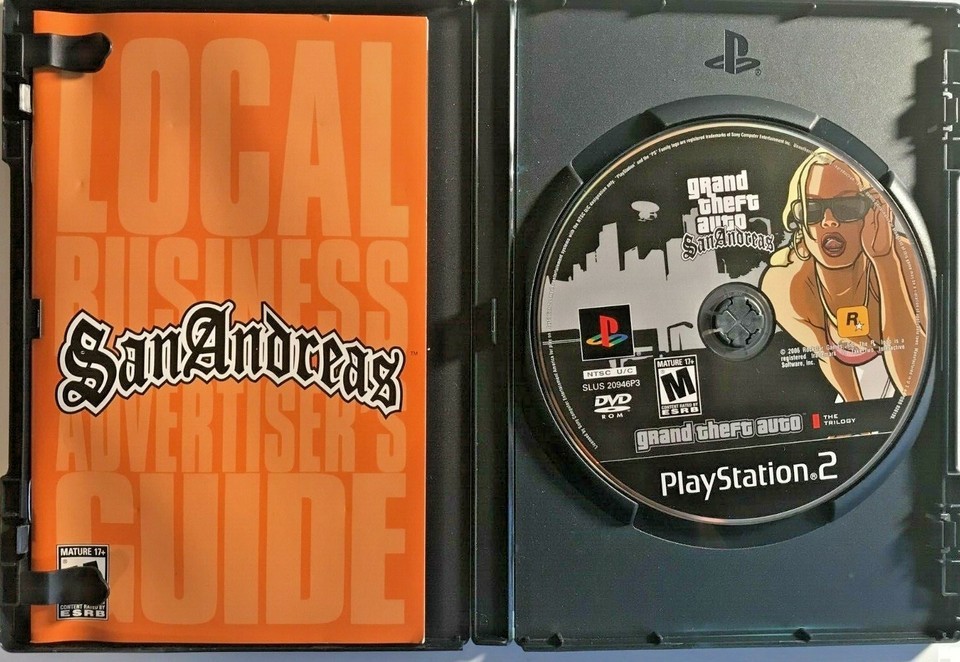 LOCAL
BUSINESS
San Andreas
™
ADVERTISER'S
GUIDE
MATURE 17+
CONTENT RATED BY
ESRB
grand
theft
auto
San Andreas
R
NTSC U/C
SLUS 20946P3
DVD
ROM
MATURE 17+
M
CONTENT RATED BY
ESRB
grand theft auto
THE
TRILOGY
PlayStation®2